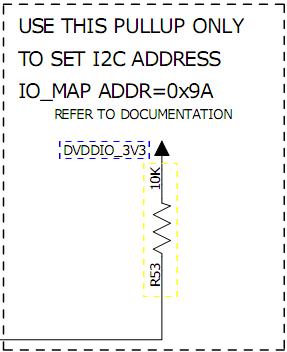 USE THIS PULLUP ONLY
TO SET I2C ADDRESS
IO_MAP ADDR=0x9A
REFER TO DOCUMENTATION
DVDDIO_3V3
10K
R53